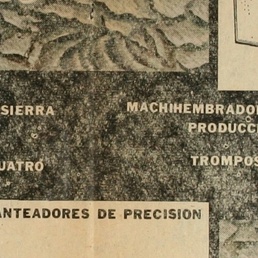 SIERRA
MACHIHEMBRADO
PRODUCC
UATRO
TROMPOS
ANTEADORES DE PRECISION